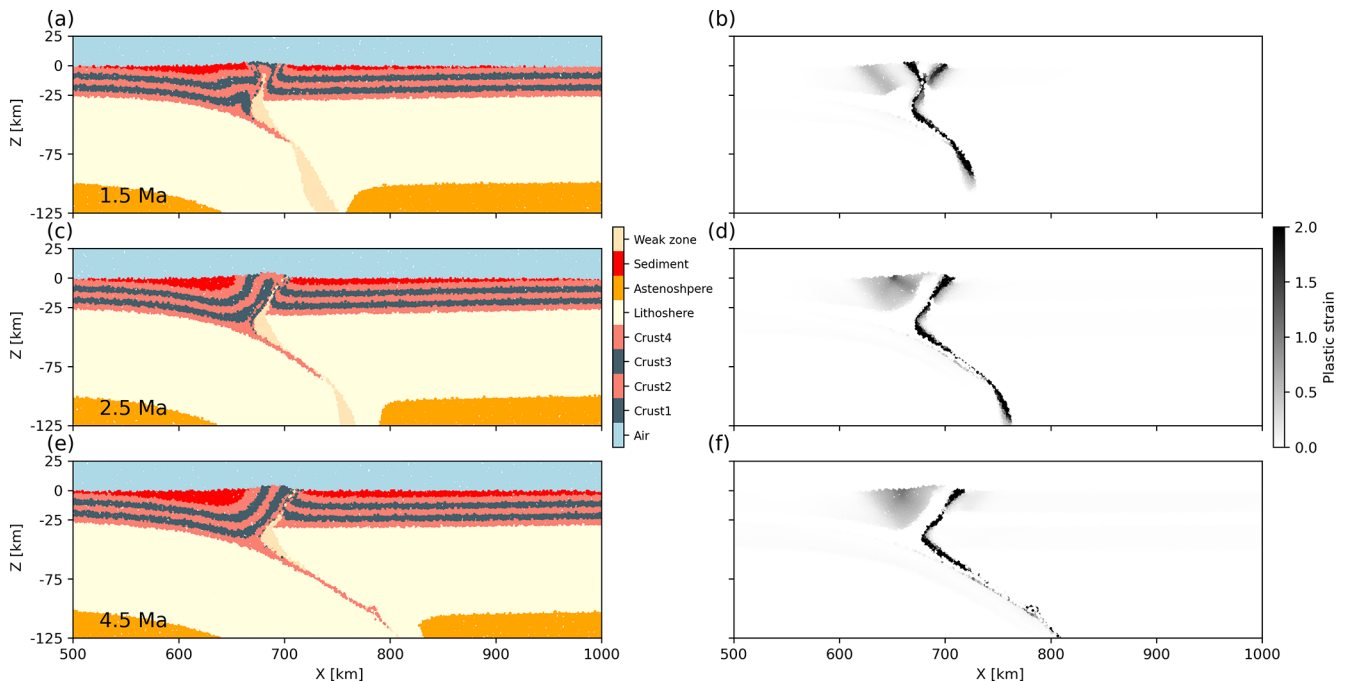 (a)
(b)
25
0
-25
-75
-125
Z [km]
1.5 Ma
(c)
(d)
25
0
-25
-75
-125
Z [km]
2.5 Ma
Weak zone
Sediment
Astenoshpere
Lithoshere
Crust4
Crust3
Crust2
Crust1
Air
2.0
1.5
1.0
0.5
0.0
Plastic strain
(e)
(f)
25
0
-25
-75
-125
Z [km]
4.5 Ma
500 600 700 800 900 1000
X [km]
500 600 700 800 900 1000
X [km]